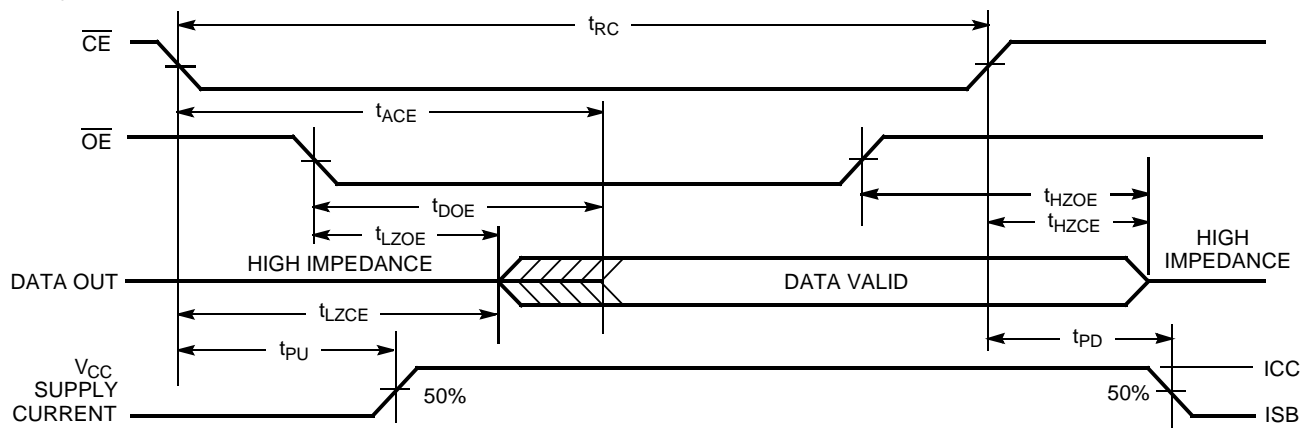 tRC
CE
tACE
OE
tDOE
tHZOE
tLZOE
tHZCE
HIGH IMPEDANCE
HIGH
IMPEDANCE
DATA OUT
DATA VALID
tLZCE
tPU
tPD
VCC
SUPPLY
CURRENT
50%
50%
ICC
ISB